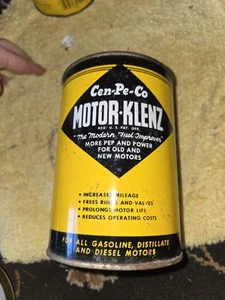 Cen-Pe-Co
MOTOR-KLENZ
REG. U.S. PAT. OFF.
"The Modern Fuel Improver"
MORE PEP AND POWER
FOR OLD AND
NEW MOTORS
• INCREASES MILEAGE
• FREES RINGS AND VALVES
• PROLONGS MOTOR LIFE
• REDUCES OPERATING COSTS
FOR ALL GASOLINE, DISTILLATE
AND DIESEL MOTORS